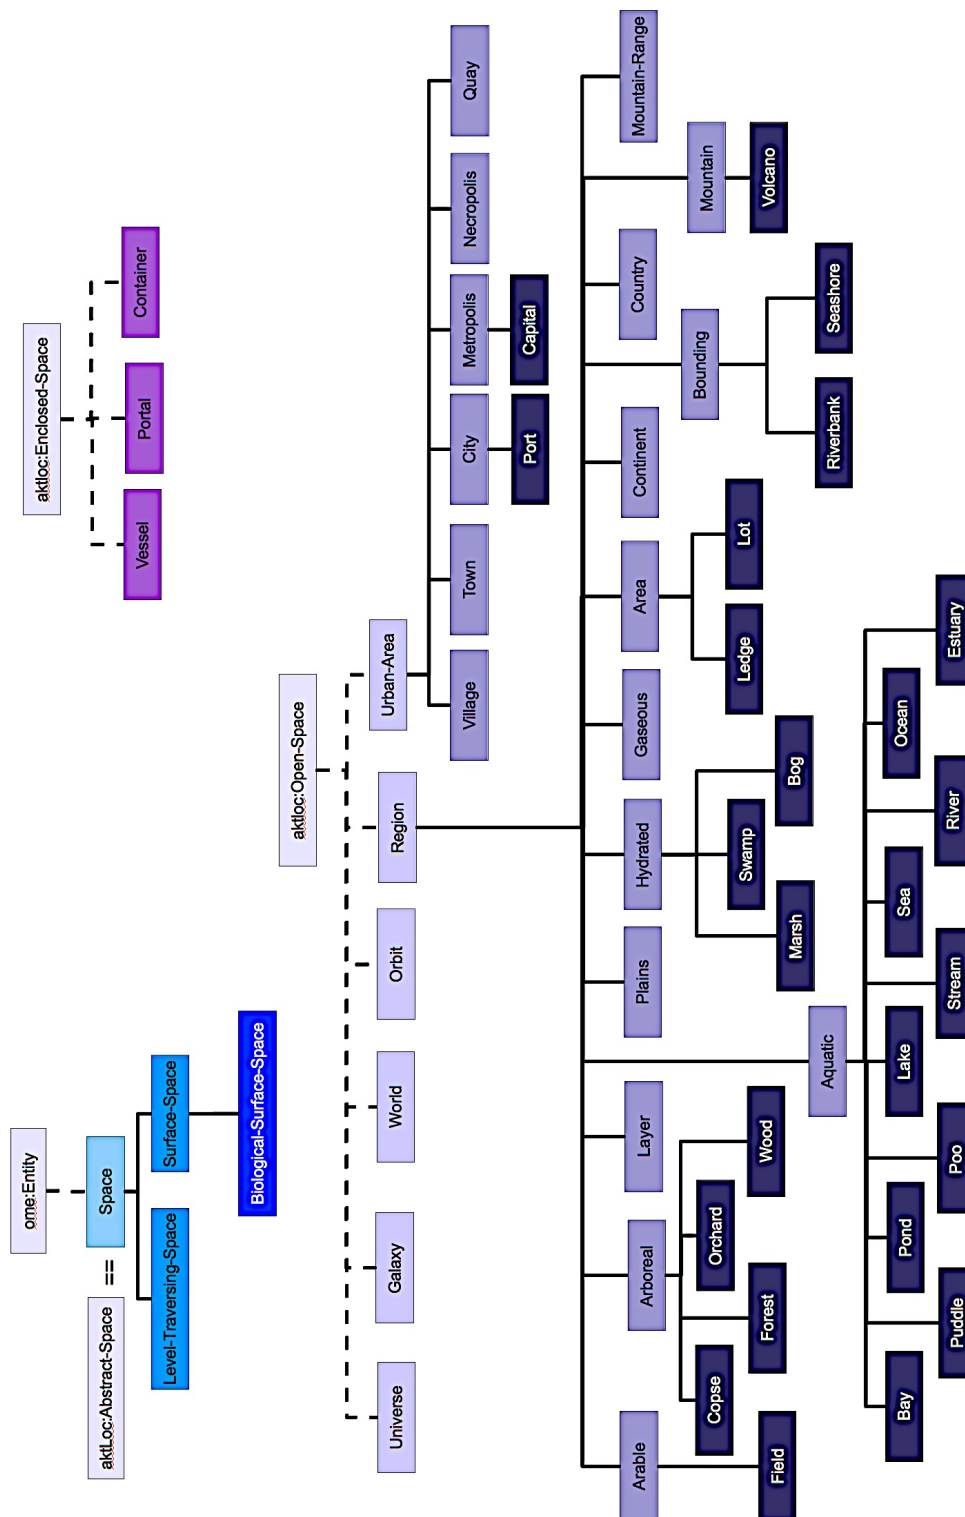 ome:Entity
aktLoc:Abstract-Space
==
Space
Level-Traversing-Space
Surface-Space
Biological-Surface-Space
aktloc:Enclosed-Space
Vessel
Portal
Container
aktloc:Open-Space
Universe
Galaxy
World
Orbit
Region
Urban-Area
Village
Town
City
Metropolis
Necropolis
Quay
Port
Capital
Arable
Arboreal
Layer
Plains
Hydrated
Gaseous
Area
Continent
Country
Mountain-Range
Bounding
Mountain
Field
Copse
Forest
Orchard
Wood
Marsh
Swamp
Bog
Ledge
Lot
Riverbank
Seashore
Volcano
Aquatic
Bay
Puddle
Pond
Poo
Lake
Stream
Sea
River
Ocean
Estuary